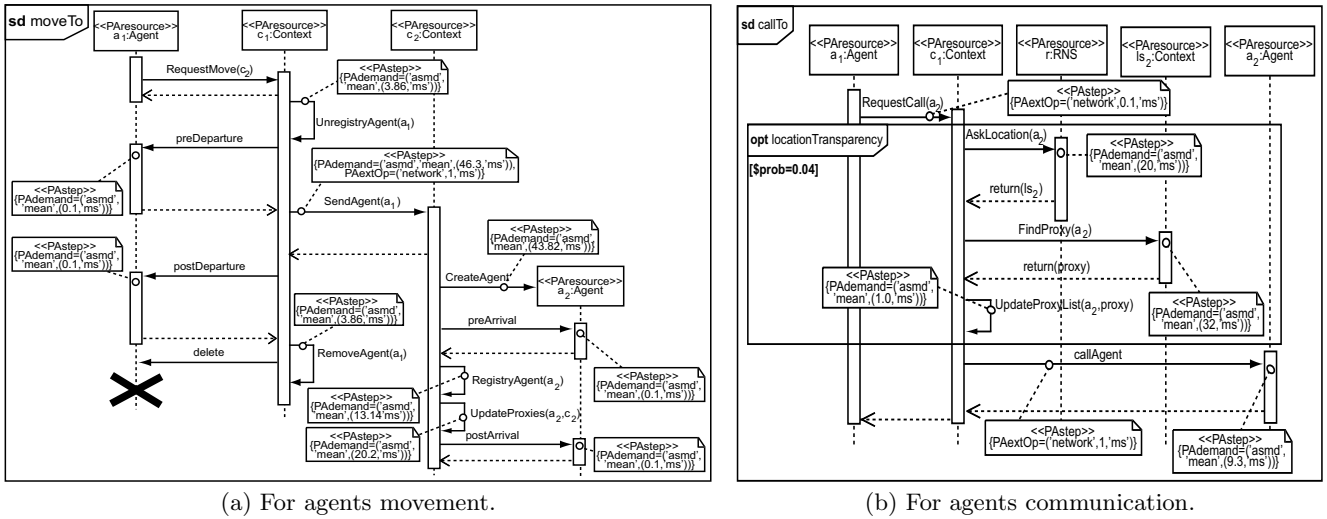 sd moveTo
<<PAresource>>
a1:Agent
<<PAresource>>
c1:Context
<<PAresource>>
c2:Context
RequestMove(c2)
<<PAstep>>
{PAdemand=('asmd',
'mean',(3.86,'ms'))}
UnregistryAgent(a1)
preDeparture
<<PAstep>>
{PAdemand=('asmd','mean',(46.3,'ms')),
PAextOp=('network',1,'ms')}
<<PAstep>>
{PAdemand=('asmd',
'mean',(0.1,'ms'))}
SendAgent(a1)
<<PAstep>>
{PAdemand=('asmd',
'mean',(43.82,'ms'))}
<<PAstep>>
{PAdemand=('asmd',
'mean',(0.1,'ms'))}
postDeparture
CreateAgent
<<PAresource>>
a2:Agent
<<PAstep>>
{PAdemand=('asmd',
'mean',(3.86,'ms'))}
preArrival
delete
RemoveAgent(a1)
RegistryAgent(a2)
<<PAstep>>
{PAdemand=('asmd',
'mean',(0.1,'ms'))}
<<PAstep>>
{PAdemand=('asmd',
'mean',(13.14'ms'))}
UpdateProxies(a2,c2)
<<PAstep>>
{PAdemand=('asmd',
'mean',(20.2,'ms'))}
postArrival
<<PAstep>>
{PAdemand=('asmd',
'mean',(0.1,'ms'))}
(a) For agents movement.
sd callTo
<<PAresource>>
a1:Agent
<<PAresource>>
c1:Context
<<PAresource>>
r:RNS
<<PAresource>>
ls2:Context
<<PAresource>>
a2:Agent
<<PAstep>>
{PAextOp=('network',0.1,'ms')}
RequestCall(a2)
opt locationTransparency
[$prob=0.04]
AskLocation(a2)
<<PAstep>>
{PAdemand=('asmd',
'mean',(20,'ms'))}
return(ls2)
FindProxy(a2)
return(proxy)
<<PAstep>>
{PAdemand=('asmd',
'mean',(1.0,'ms'))}
UpdateProxyList(a2,proxy)
<<PAstep>>
{PAdemand=('asmd',
'mean',(32,'ms'))}
callAgent
<<PAstep>>
{PAextOp=('network',1,'ms')}
<<PAstep>>
{PAdemand=('asmd',
'mean',(9.3,'ms'))}
(b) For agents communication.